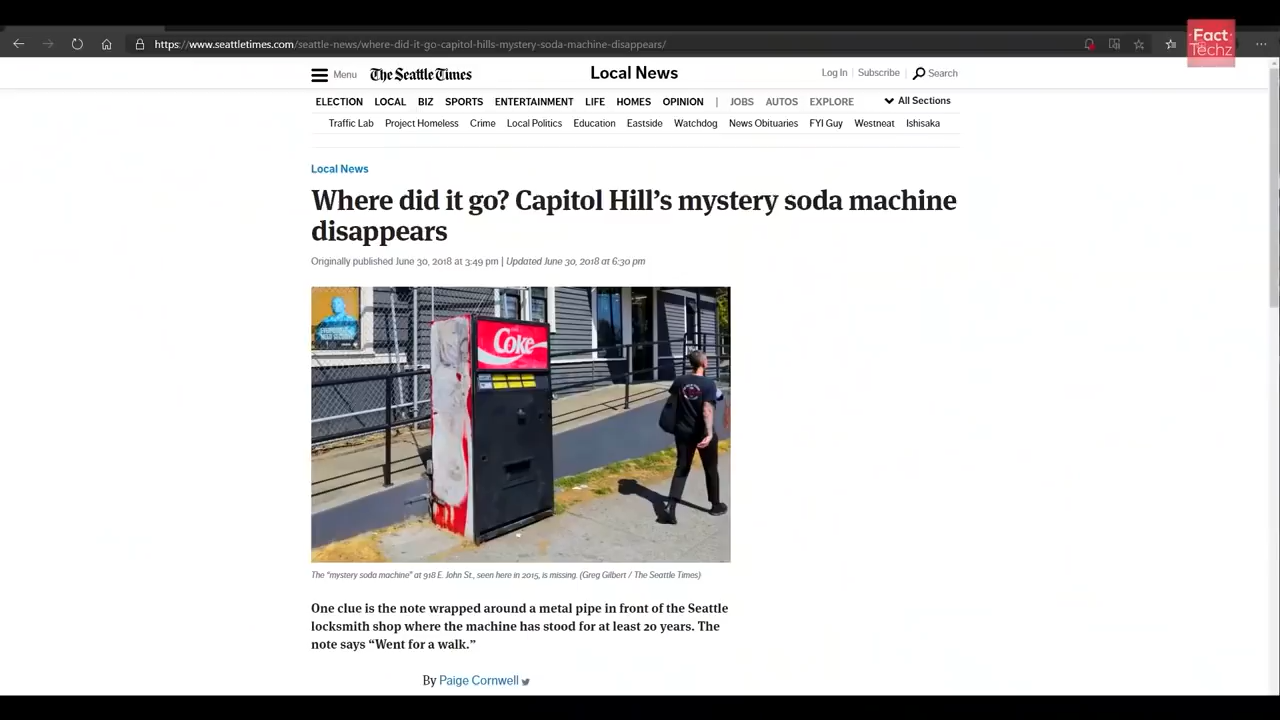 https://www.seattletimes.com/seattle-news/where-did-it-go-capitol-hills-mystery-soda-machine-disappears/
Fact
Techz
Menu
The Seattle Times
Local News
Log In | Subscribe
Search
ELECTION LOCAL BIZ SPORTS ENTERTAINMENT LIFE HOMES OPINION | JOBS AUTOS EXPLORE All Sections
Traffic Lab Project Homeless Crime Local Politics Education Eastside Watchdog News Obituaries FYI Guy Westneat Ishisaka
Local News
Where did it go? Capitol Hill’s mystery soda machine
disappears
Originally published June 30, 2018 at 3:49 pm | Updated June 30, 2018 at 6:30 pm
Coke
The “mystery soda machine” at 918 E. John St., seen here in 2015, is missing. (Greg Gilbert / The Seattle Times)
One clue is the note wrapped around a metal pipe in front of the Seattle
locksmith shop where the machine has stood for at least 20 years. The
note says “Went for a walk.”
By Paige Cornwell